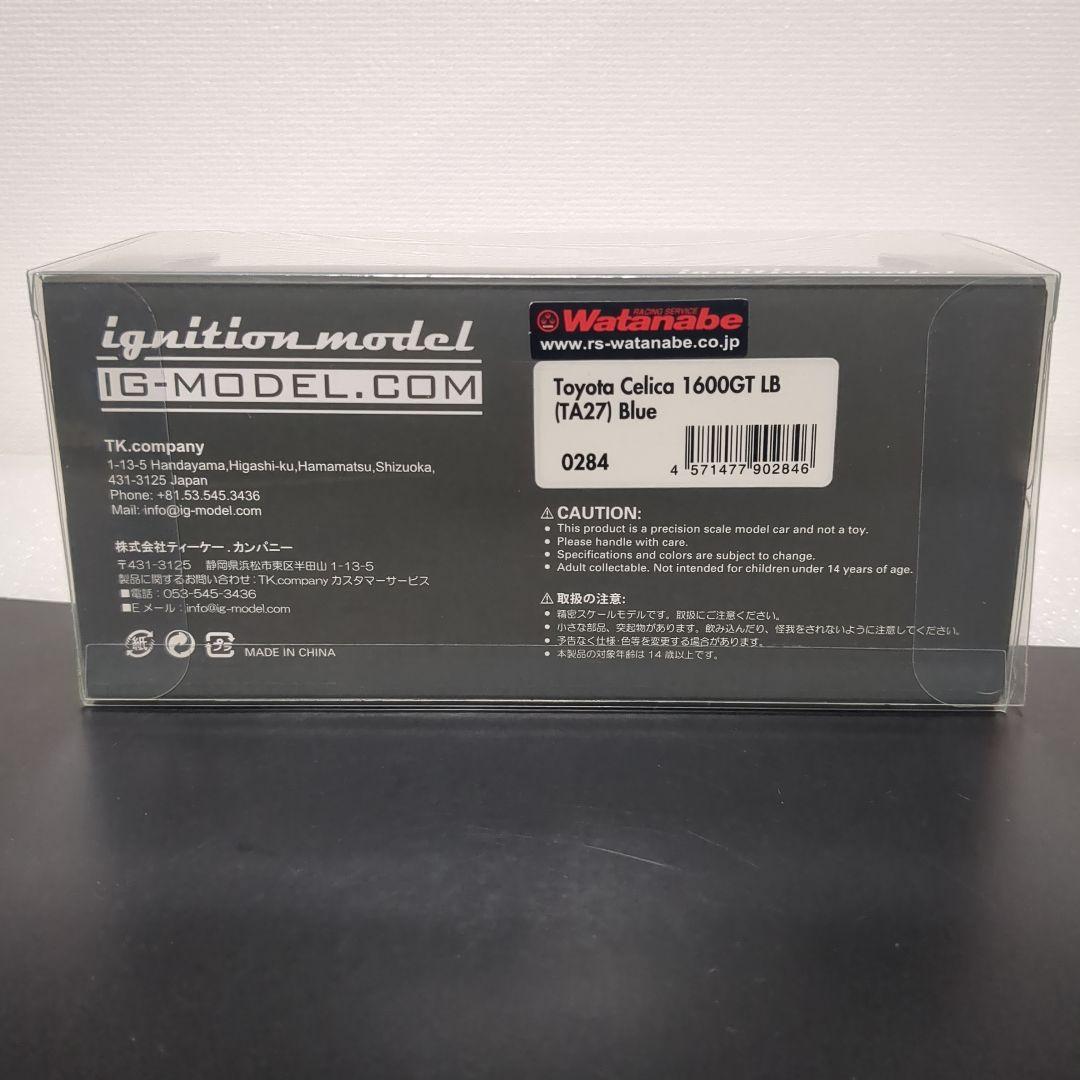 ignition model
ignition model
IG-MODEL.COM
TK.company
1-13-5 Handayama,Higashi-ku,Hamamatsu,Shizuoka,
431-3125 Japan
Phone: +81.53.545.3436
Mail: info@ig-model.com
株式会社ティーケー.カンパニー
〒431-3125 静岡県浜松市東区半田山1-13-5
製品に関するお問い合わせ:TK.company カスタマーサービス
■電話:053-545-3436
■Eメール:info@ig-model.com
紙
プラ
MADE IN CHINA
RACING SERVICE
Watanabe
www.rs-watanabe.co.jp
Toyota Celica 1600GT LB
(TA27) Blue
0284
4 571477 902846
⚠ CAUTION:
• This product is a precision scale model car and not a toy.
• Please handle with care.
• Specifications and colors are subject to change.
• Adult collectable. Not intended for children under 14 years of age.
⚠ 取扱の注意:
• 精密スケールモデルです。取扱にご注意ください。
• 小さな部品、突起物があります。飲み込んだり、怪我をされないように注意してください。
• 予告なく仕様・色等を変更する場合があります。
• 本製品の対象年齢は14歳以上です。